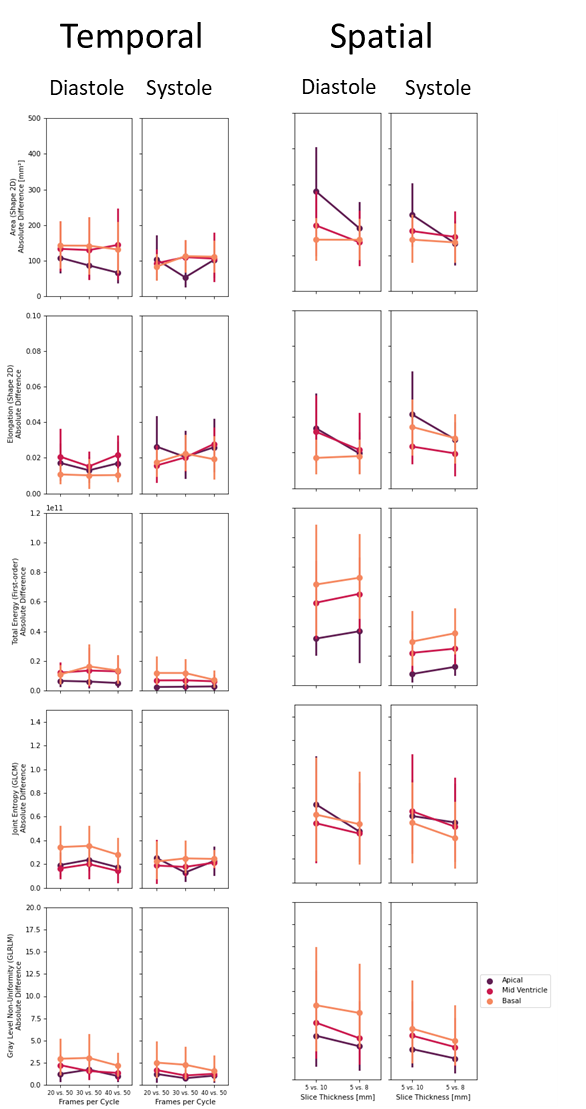 Temporal
Spatial
Diastole
Systole
Diastole
Systole
Area (Shape 2D)
Absolute Difference [mm²]
500
400
300
200
100
0
Elongation (Shape 2D)
Absolute Difference
0.10
0.08
0.06
0.04
0.02
0.00
1e11
Total Energy (First-order)
Absolute Difference
1.2
1.0
0.8
0.6
0.4
0.2
0.0
Joint Entropy (GLCM)
Absolute Difference
1.4
1.2
1.0
0.8
0.6
0.4
0.2
0.0
Gray Level Non-Uniformity (GLRLM)
Absolute Difference
20.0
17.5
15.0
12.5
10.0
7.5
5.0
2.5
0.0
Apical
Mid Ventricle
Basal
20 vs. 50 30 vs. 50 40 vs. 50
Frames per Cycle
20 vs. 50 30 vs. 50 40 vs. 50
Frames per Cycle
5 vs. 10 5 vs. 8
Slice Thickness [mm]
5 vs. 10 5 vs. 8
Slice Thickness [mm]